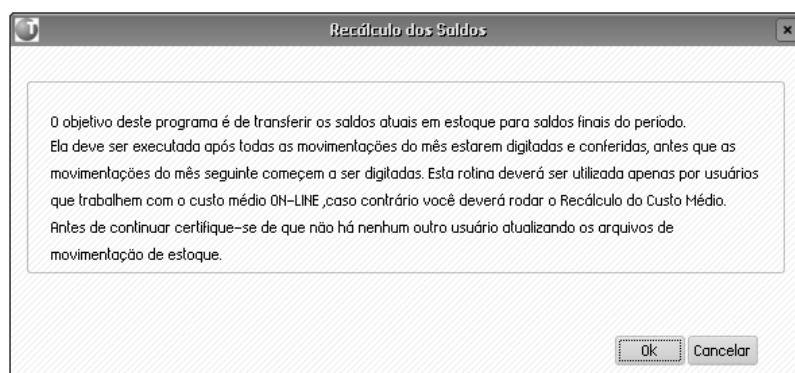 Recálculo dos Saldos
O objetivo deste programa é de transferir os saldos atuais em estoque para saldos finais do período.
Ela deve ser executada após todas as movimentações do mês estarem digitadas e conferidas, antes que as
movimentações do mês seguinte começem a ser digitadas. Esta rotina deverá ser utilizada apenas por usuários
que trabalhem com o custo médio ON-LINE ,caso contrário você deverá rodar o Recálculo do Custo Médio.
Antes de continuar certifique-se de que não há nenhum outro usuário atualizando os arquivos de
movimentação de estoque.
Ok Cancelar